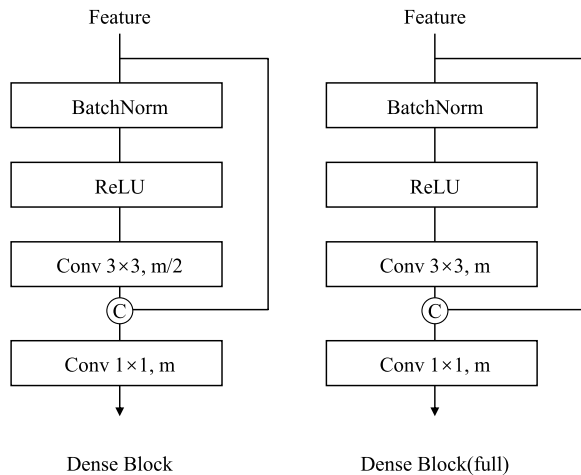 Feature
BatchNorm
ReLU
Conv 3×3, m/2
C
Conv 1×1, m
Dense Block
Feature
BatchNorm
ReLU
Conv 3×3, m
C
Conv 1×1, m
Dense Block(full)